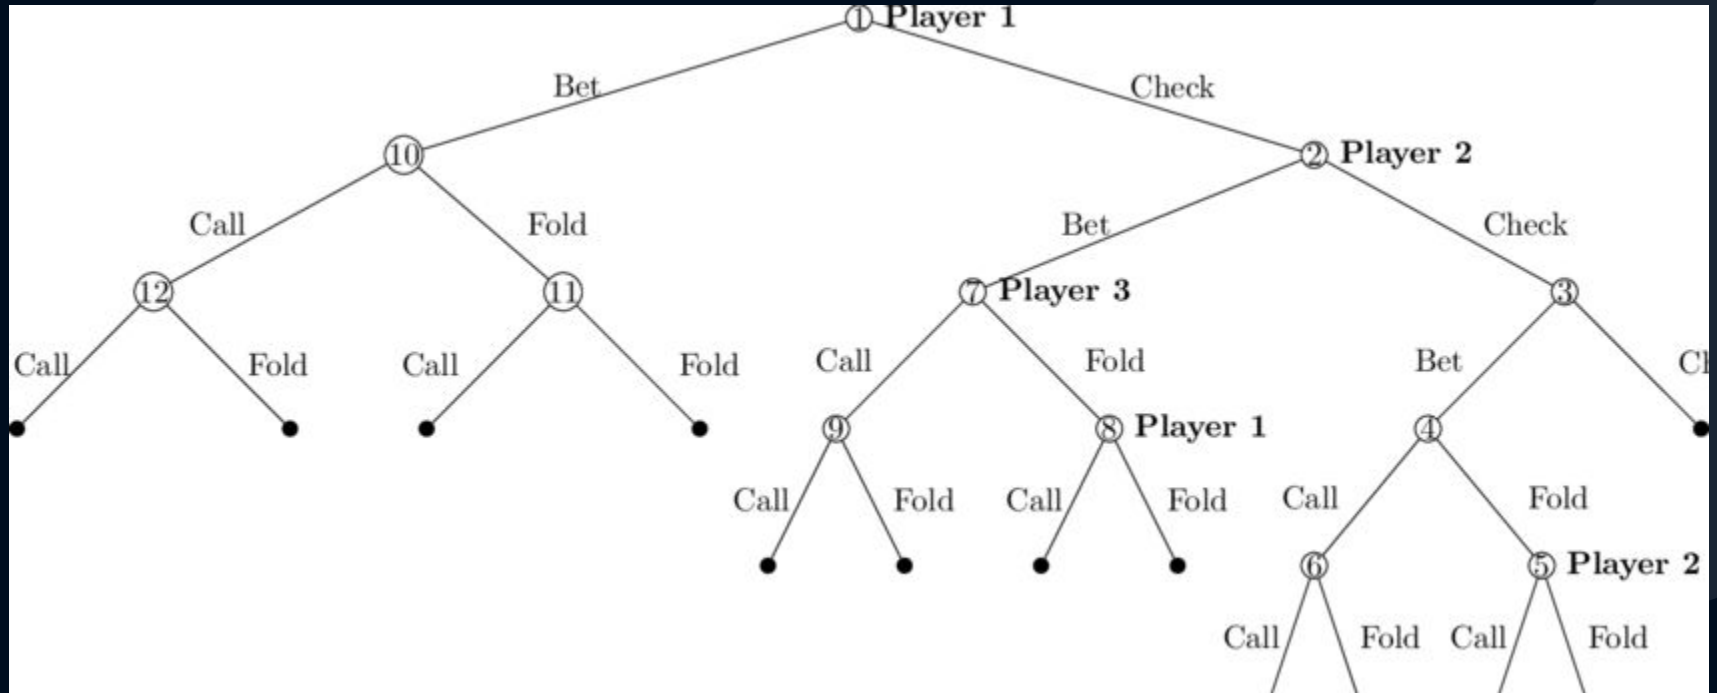 1 Player 1
Bet Check
10 2 Player 2
Call Fold Bet Check
12 11 7 Player 3 3
Call Fold Call Fold Call Fold Bet
9 8 Player 1 4
Call Fold Call Fold Call Fold
6 5 Player 2
Call Fold Call Fold